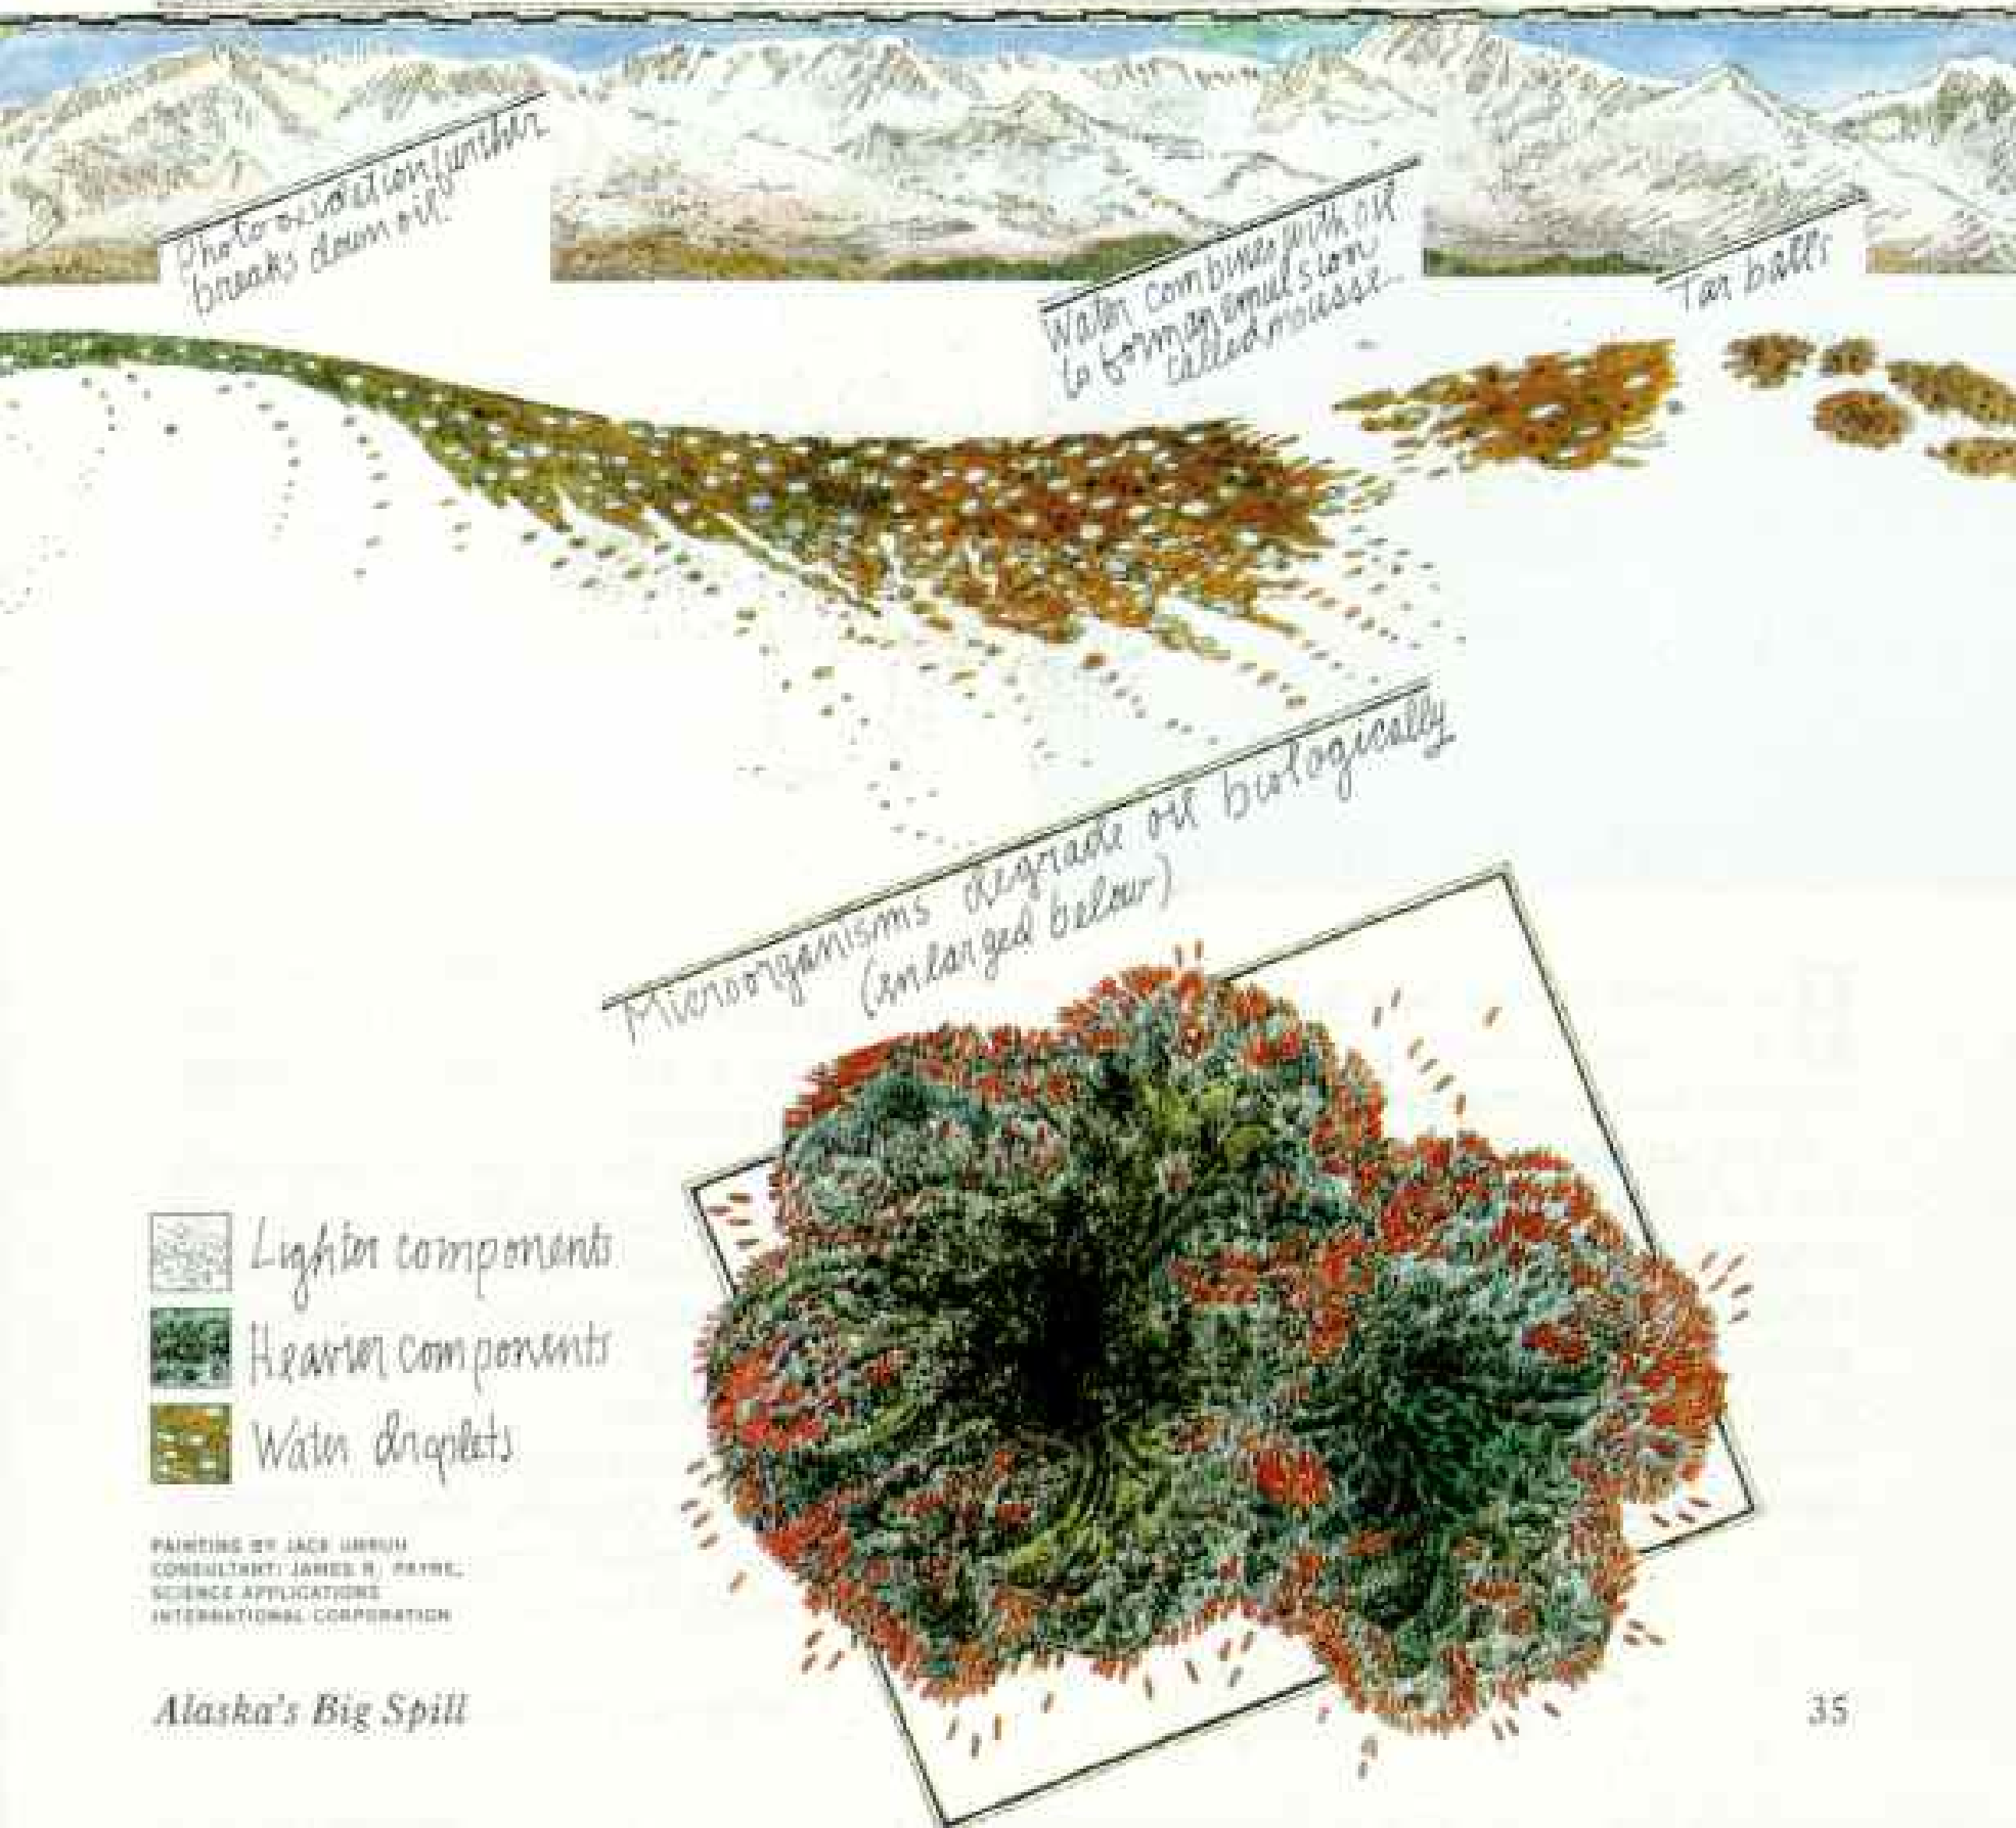 Photo oxidation further
breaks down oil.
Water combines with oil
to form an emulsion
called mousse.
Tar balls
Microorganisms degrade oil biologically
(enlarged below)
Lighter components
Heavier components
Water droplets
PAINTING BY JACK UNRUH
CONSULTANT: JAMES R. PAYNE,
SCIENCE APPLICATIONS
INTERNATIONAL CORPORATION
Alaska's Big Spill
35